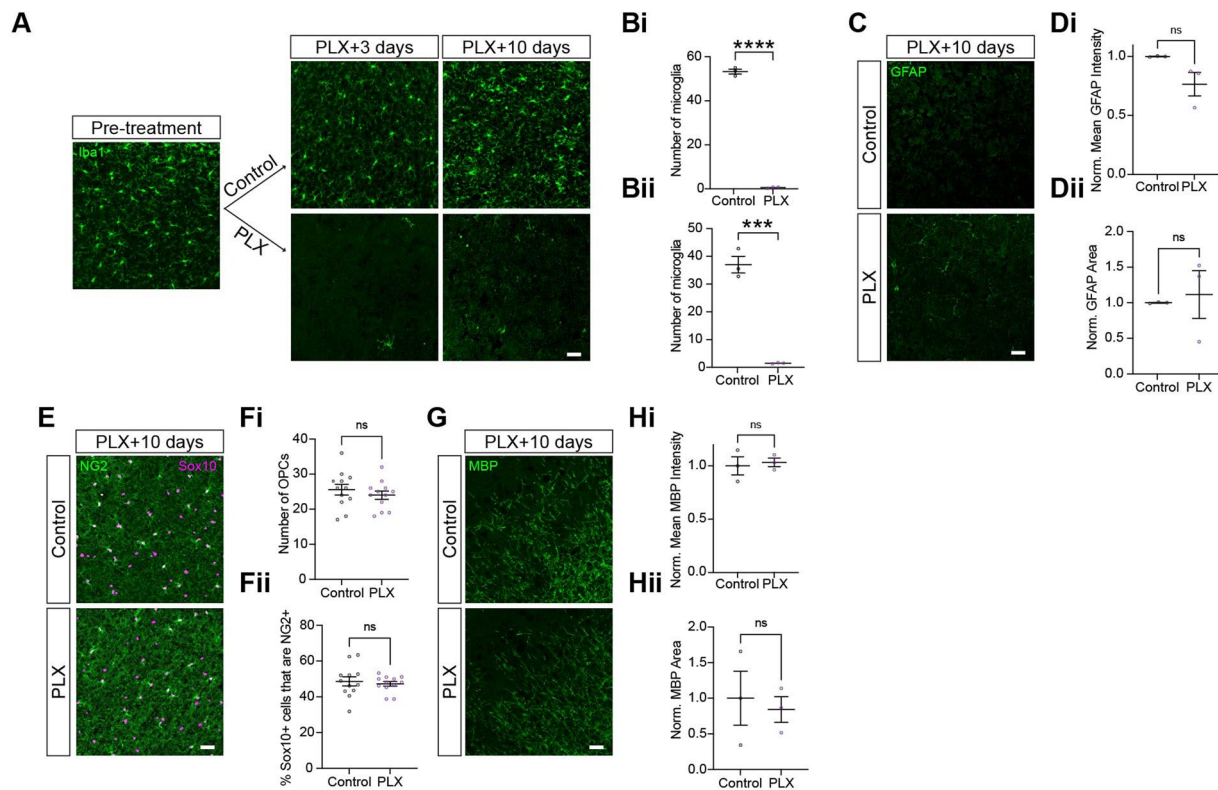 A
PLX+3 days
PLX+10 days
Pre-treatment
Iba1
Control
PLX
Bi
****
Number of microglia
60
40
20
0
Control PLX
Bii
***
Number of microglia
50
40
30
20
10
0
Control PLX
C
PLX+10 days
GFAP
Control
PLX
Di
ns
Norm. Mean GFAP Intensity
1.0
0.5
0.0
Control PLX
Dii
ns
Norm. GFAP Area
2.0
1.5
1.0
0.5
0.0
Control PLX
E
PLX+10 days
NG2 Sox10
Control
PLX
Fi
ns
Number of OPCs
40
30
20
10
0
Control PLX
Fii
ns
% Sox10+ cells that are NG2+
80
60
40
20
0
Control PLX
G
PLX+10 days
MBP
Control
PLX
Hi
ns
Norm. Mean MBP Intensity
1.5
1.0
0.5
0.0
Control PLX
Hii
ns
Norm. MBP Area
2.0
1.5
1.0
0.5
0.0
Control PLX